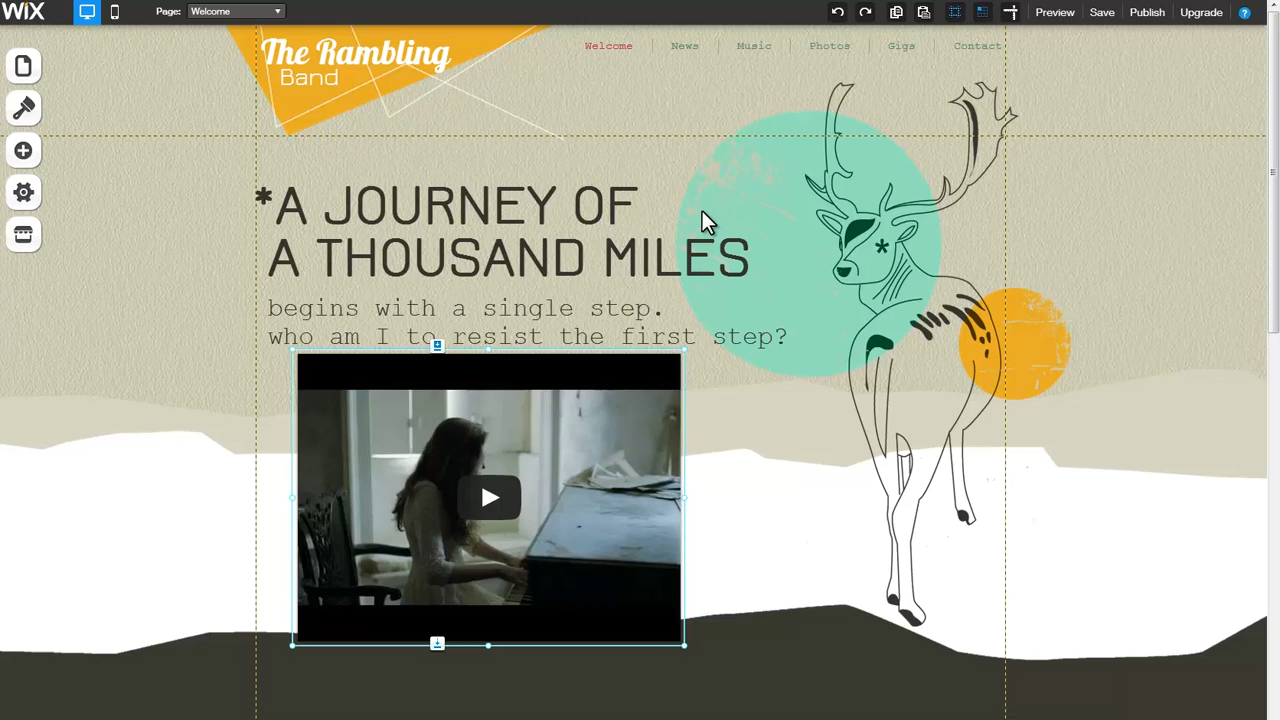 WiX
Page: Welcome
Preview Save Publish Upgrade ?
The Rambling
Band
Welcome News Music Photos Gigs Contact
*A JOURNEY OF
A THOUSAND MILES
begins with a single step.
who am I to resist the first step?
*